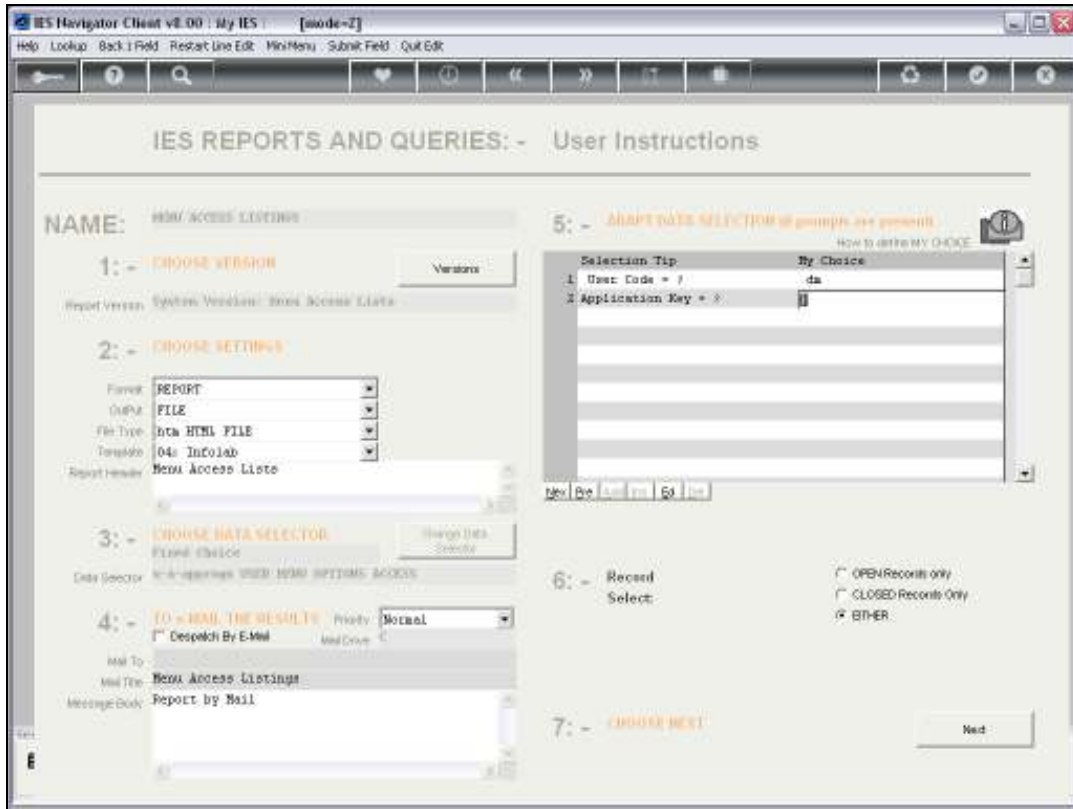 IES Navigator Client v8.00 : My IES : [mode=Z]
Help Lookup Back 1 Field Restart Line Edit MiniMenu Submit Field Quit Edit
IES REPORTS AND QUERIES: - User Instructions
NAME: MENU ACCESS LISTINGS
1: - CHOOSE VERSION
Versions
Report Version System Version: Menu Access Lists
2: - CHOOSE SETTINGS
Format REPORT
OutPut FILE
File Type htm HTML FILE
Template 04: Infolab
Report Header Menu Access Lists
3: - CHOOSE DATA SELECTOR
Fixed Choice
Change Data Selector
Data Selector USER MENU OPTIONS ACCESS
4: - TO e-MAIL THE RESULTS Priority Normal
Despatch By E-Mail Mail Drive C
Mail To
Mail Title Menu Access Listings
Message Body Report by Mail
5: - ADAPT DATA SELECTION (if prompts are present)
How to define MY CHOICE
Selection Tip My Choice
1 User Code = ? dm
2 Application Key = ?
Nex Pre Add Ins Ed Del
6: - Record Select:
OPEN Records only
CLOSED Records Only
EITHER
7: - CHOOSE NEXT
Next